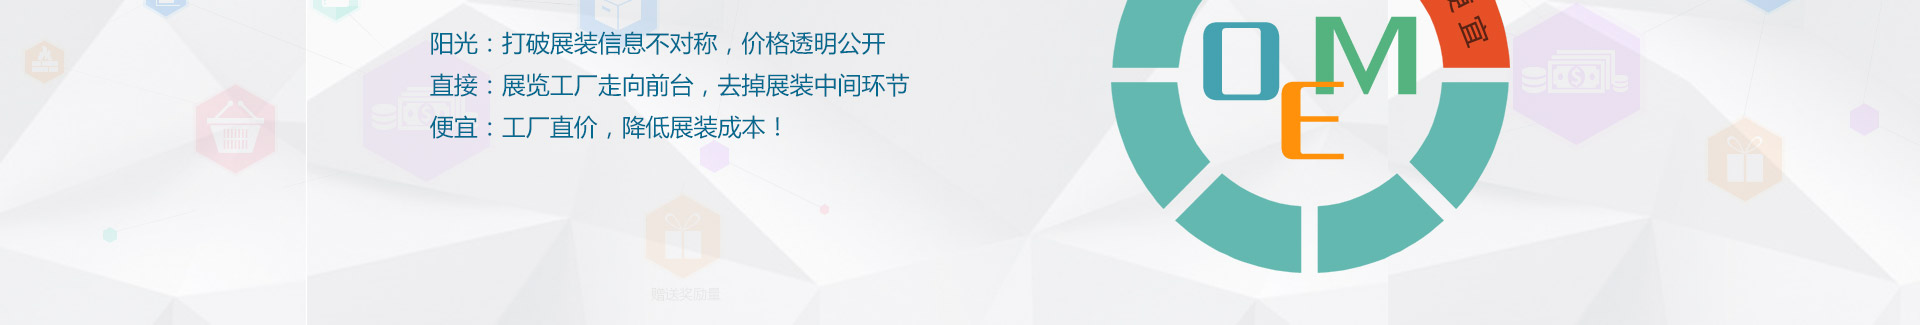 阳光：打破展装信息不对称，价格透明公开
直接：展览工厂走向前台，去掉展装中间环节
便宜：工厂直价，降低展装成本！
宜
OEM
赠送奖励量